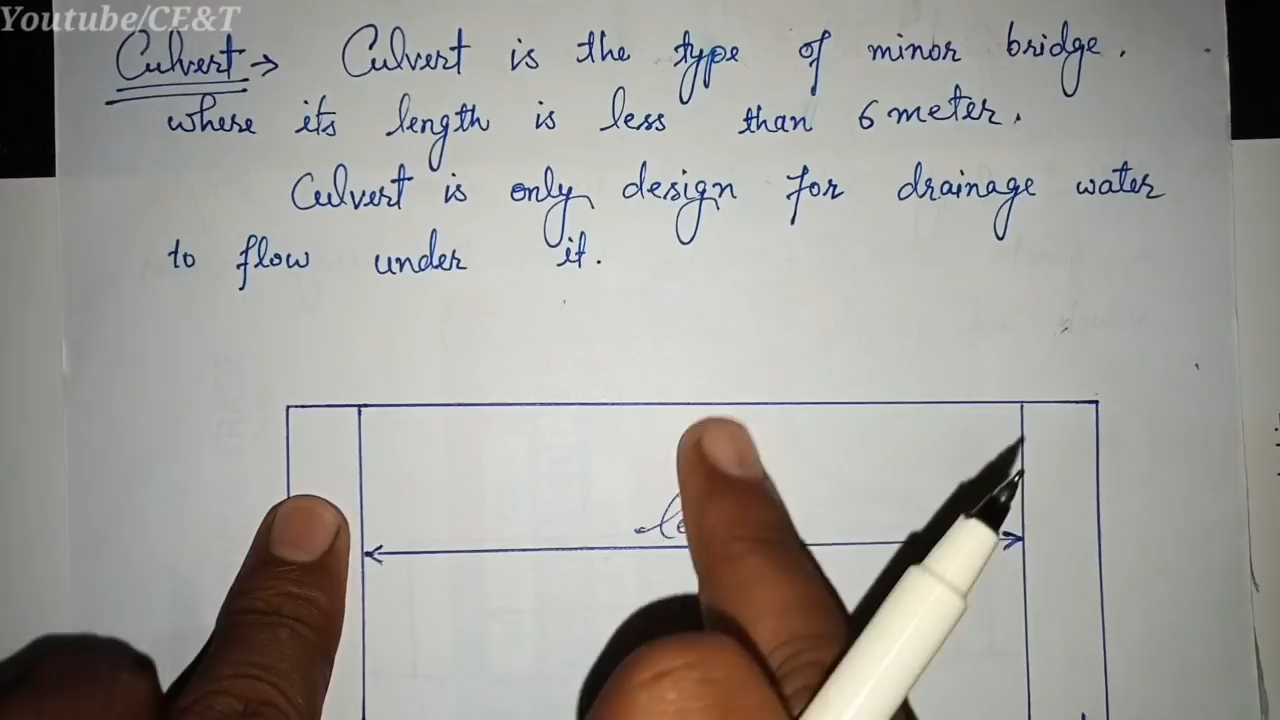 Youtube/CE&T
Culvert → Culvert is the type of minor bridge.
where its length is less than 6 meter.
Culvert is only design for drainage water
to flow under it.